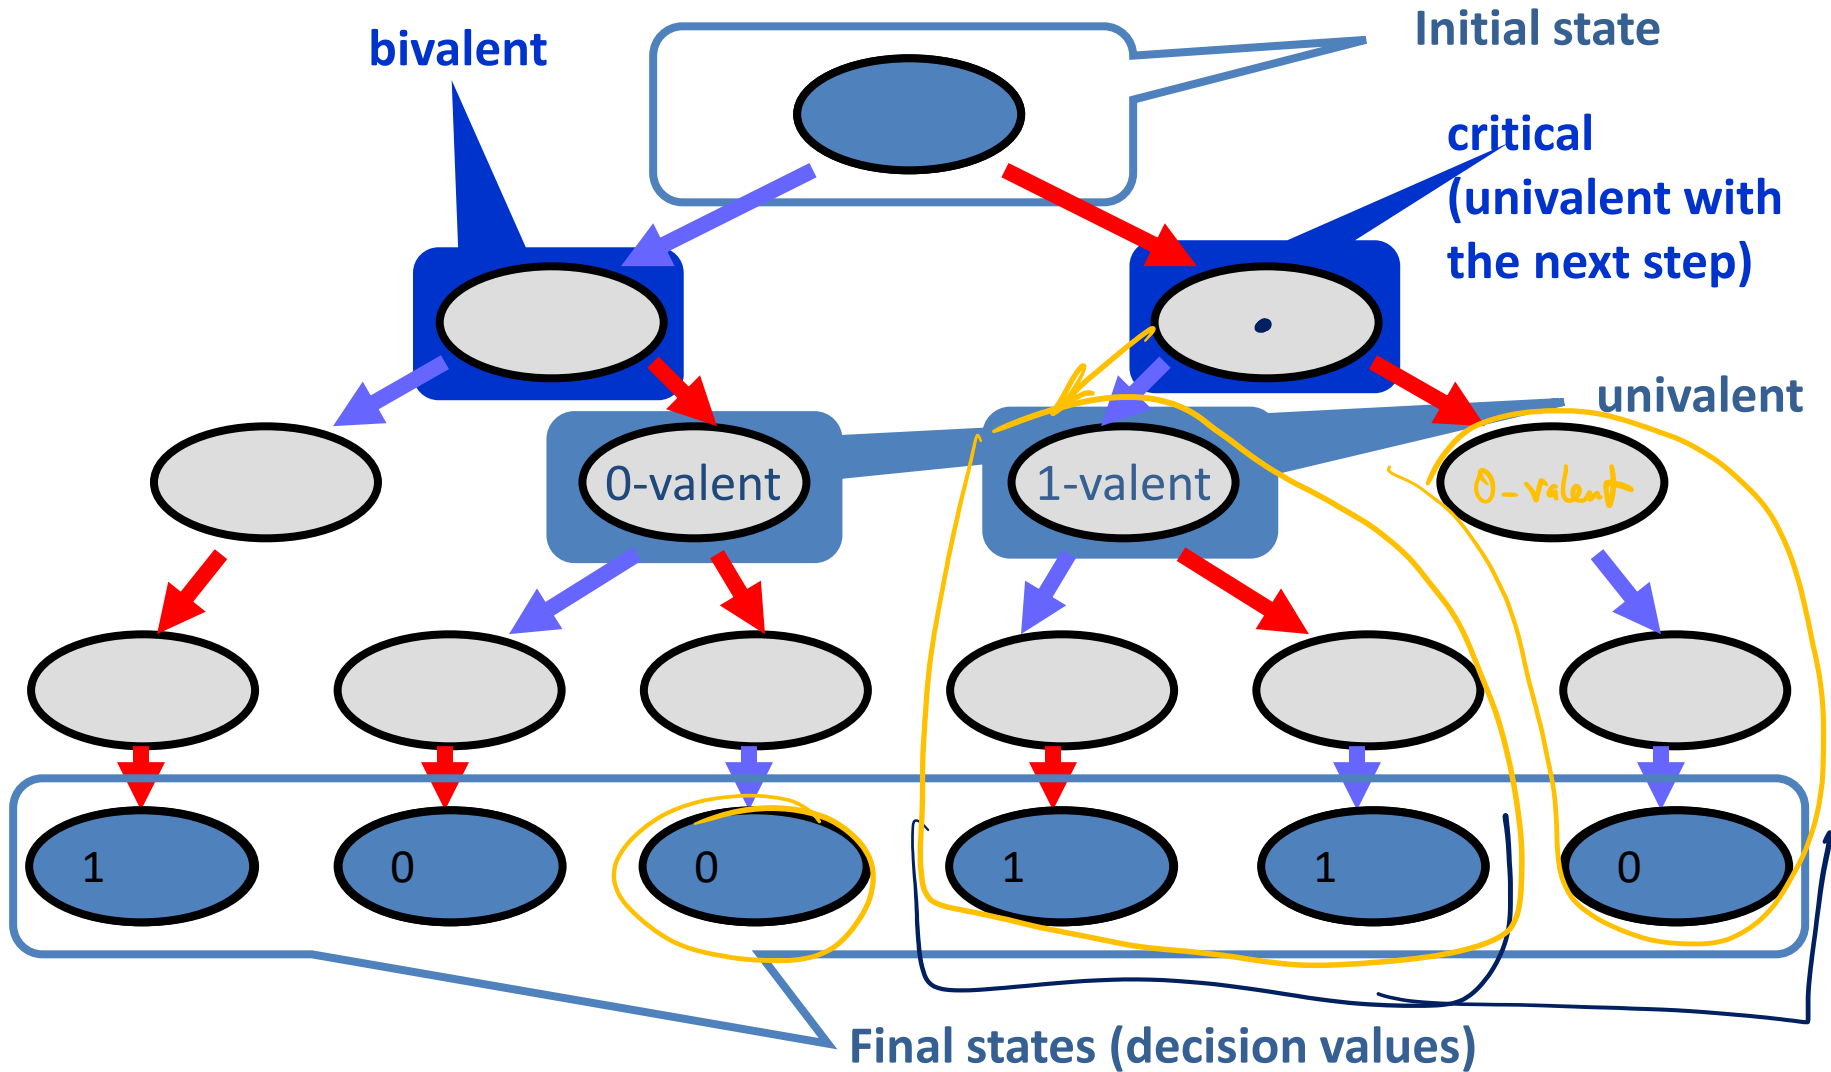 Initial state
bivalent
critical
(univalent with
the next step)
univalent
0-valent
1-valent
0-valent
1
0
0
1
1
0
Final states (decision values)